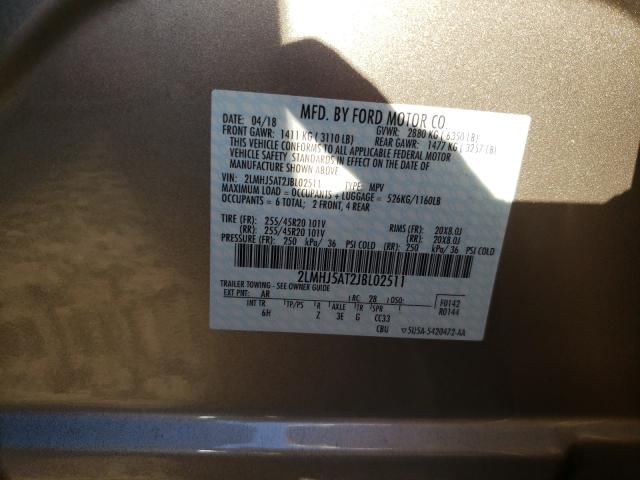 MFD. BY FORD MOTOR CO.
DATE: 04/18 GVWR: 2880 KG (6350 LB)
FRONT GAWR: 1411 KG (3110 LB) REAR GAWR: 1477 KG (3257 LB)
THIS VEHICLE CONFORMS TO ALL APPLICABLE FEDERAL MOTOR
VEHICLE SAFETY STANDARDS IN EFFECT ON THE DATE OF
MANUFACTURE SHOWN ABOVE.
VIN: 2LMHJ5AT2JBL02511 TYPE: MPV
MAXIMUM LOAD = OCCUPANTS + LUGGAGE = 526KG/1160LB
OCCUPANTS = 6 TOTAL; 2 FRONT, 4 REAR
TIRE (FR): 255/45R20 101V RIMS (FR): 20X8.0J
(RR): 255/45R20 101V (RR): 20X8.0J
PRESSURE (FR): 250 kPa/ 36 PSI COLD (RR): 250 kPa/ 36 PSI COLD
2LMHJ5AT2JBL02511
TRAILER TOWING - SEE OWNER GUIDE
EXT PNT: AR RC: 28 DSO: F0142
INT TR TP/PS R AXLE TR SPR R0144
6H Z 3E G CC33
CBU 5U5A-5420472-AA